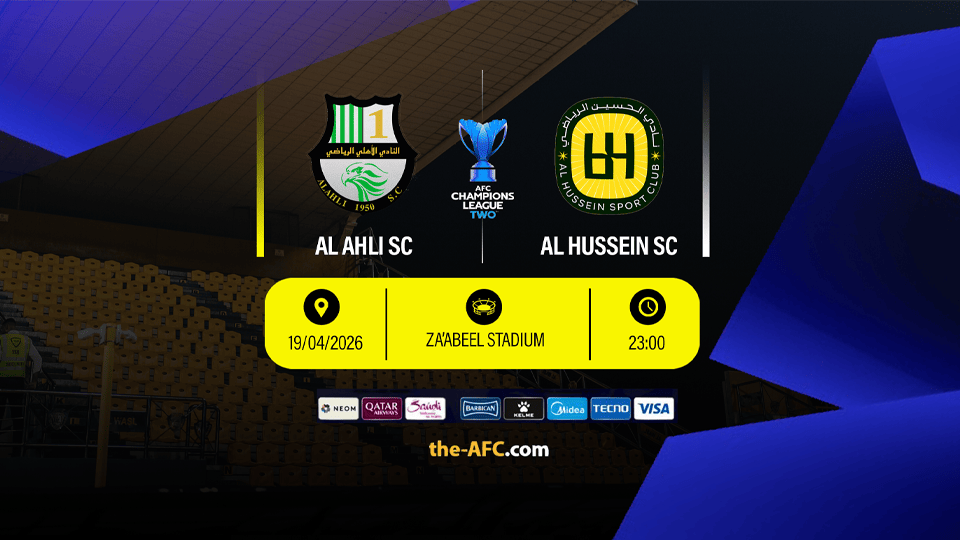 1
النادي الأهلي الرياضي
ALAHLI 1950 S.C
AFC
CHAMPIONS
LEAGUE
TWO
نادي الحسين الرياضي
AL HUSSEIN SPORT CLUB
AL AHLI SC
AL HUSSEIN SC
19/04/2026
ZA'ABEEL STADIUM
23:00
NEOM
QATAR
AIRWAYS
Saudi
BARBICAN
KELME
Midea
TECNO
VISA
the-AFC.com